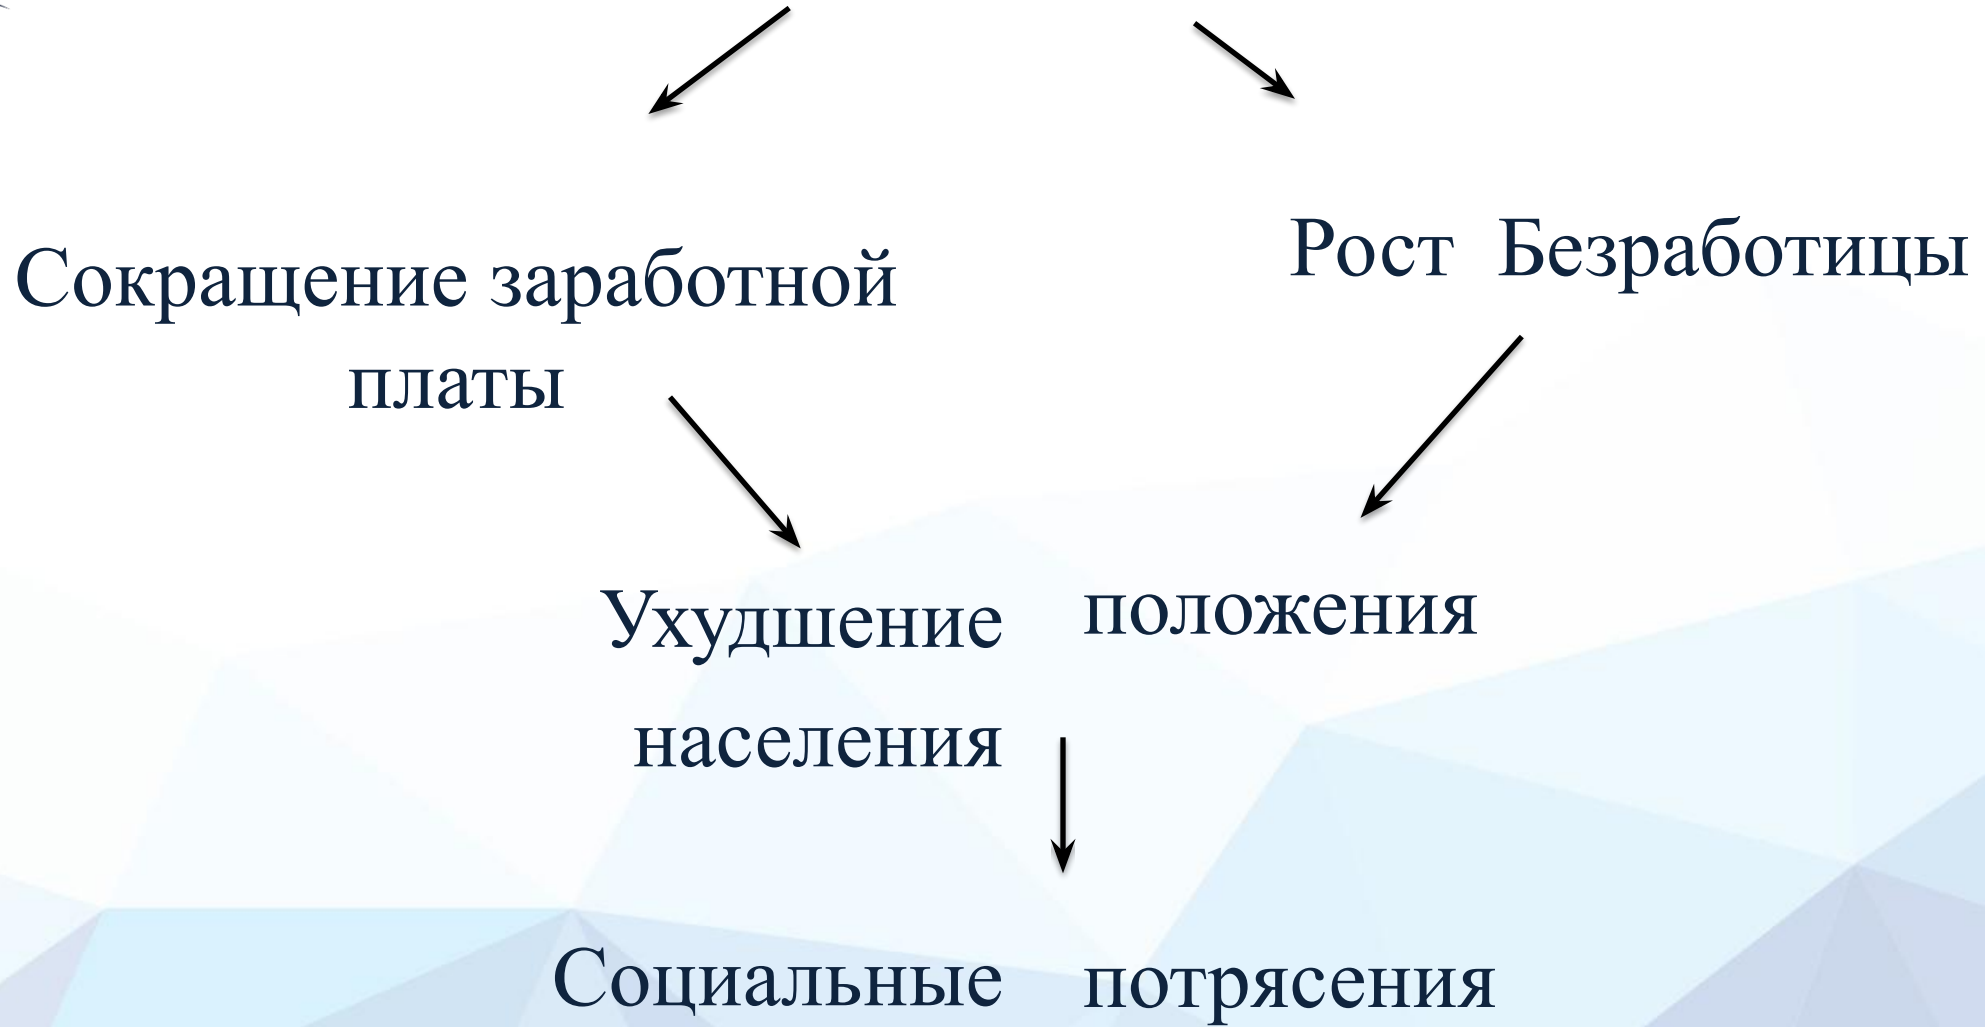 Сокращение заработной
платы
Рост Безработицы
Ухудшение положения
населения
Социальные потрясения